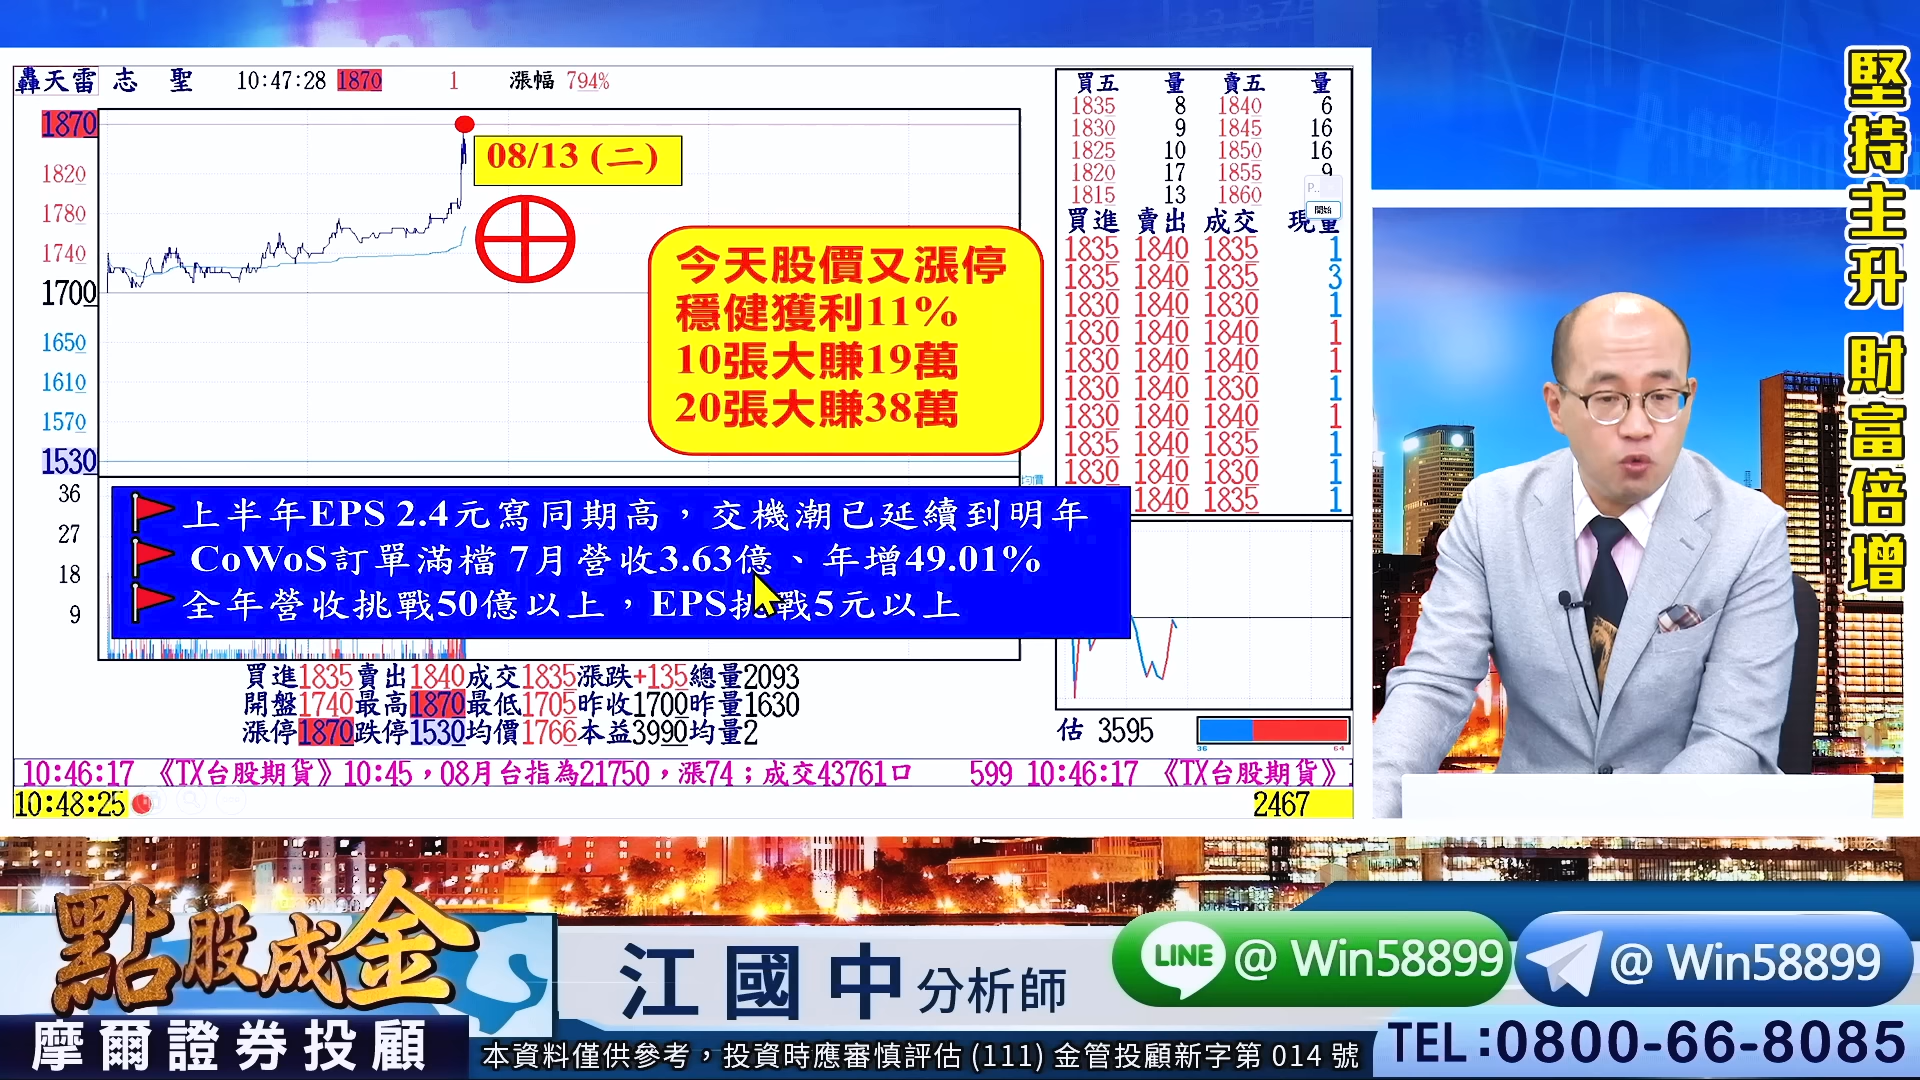 轟天雷 志 聖 10:47:28 1870 1 漲幅 794%
1870
1820
1780
1740
1700
1650
1610
1570
1530
36
27
18
9
08/13 (二)
今天股價又漲停
穩健獲利11%
10張大賺19萬
20張大賺38萬
上半年EPS 2.4元寫同期高，交機潮已延續到明年
CoWoS訂單滿檔 7月營收3.63億、年增49.01%
全年營收挑戰50億以上，EPS挑戰5元以上
均價
買五 量 賣五 量
1835 8 1840 6
1830 9 1845 16
1825 10 1850 16
1820 17 1855 9
1815 13 1860
P..
開始
買進 賣出 成交 現量
1835 1840 1835 1
1835 1840 1835 3
1830 1840 1830 1
1830 1840 1840 1
1830 1840 1840 1
1830 1840 1830 1
1830 1840 1840 1
1835 1840 1835 1
1830 1840 1830 1
1840 1835 1
買進1835賣出1840成交1835漲跌+135總量2093
開盤1740最高1870最低1705昨收1700昨量1630
漲停1870跌停1530均價1766本益3990均量2
估 3595
36 64
10:46:17 《TX台股期貨》10:45，08月台指為21750，漲74；成交43761口 599 10:46:17 《TX台股期貨》
10:48:25 2467
堅持主升 財富倍增
點股成金
摩爾證券投顧
江國中 分析師
LINE @ Win58899
@ Win58899
本資料僅供參考，投資時應審慎評估 (111) 金管投顧新字第 014 號
TEL:0800-66-8085